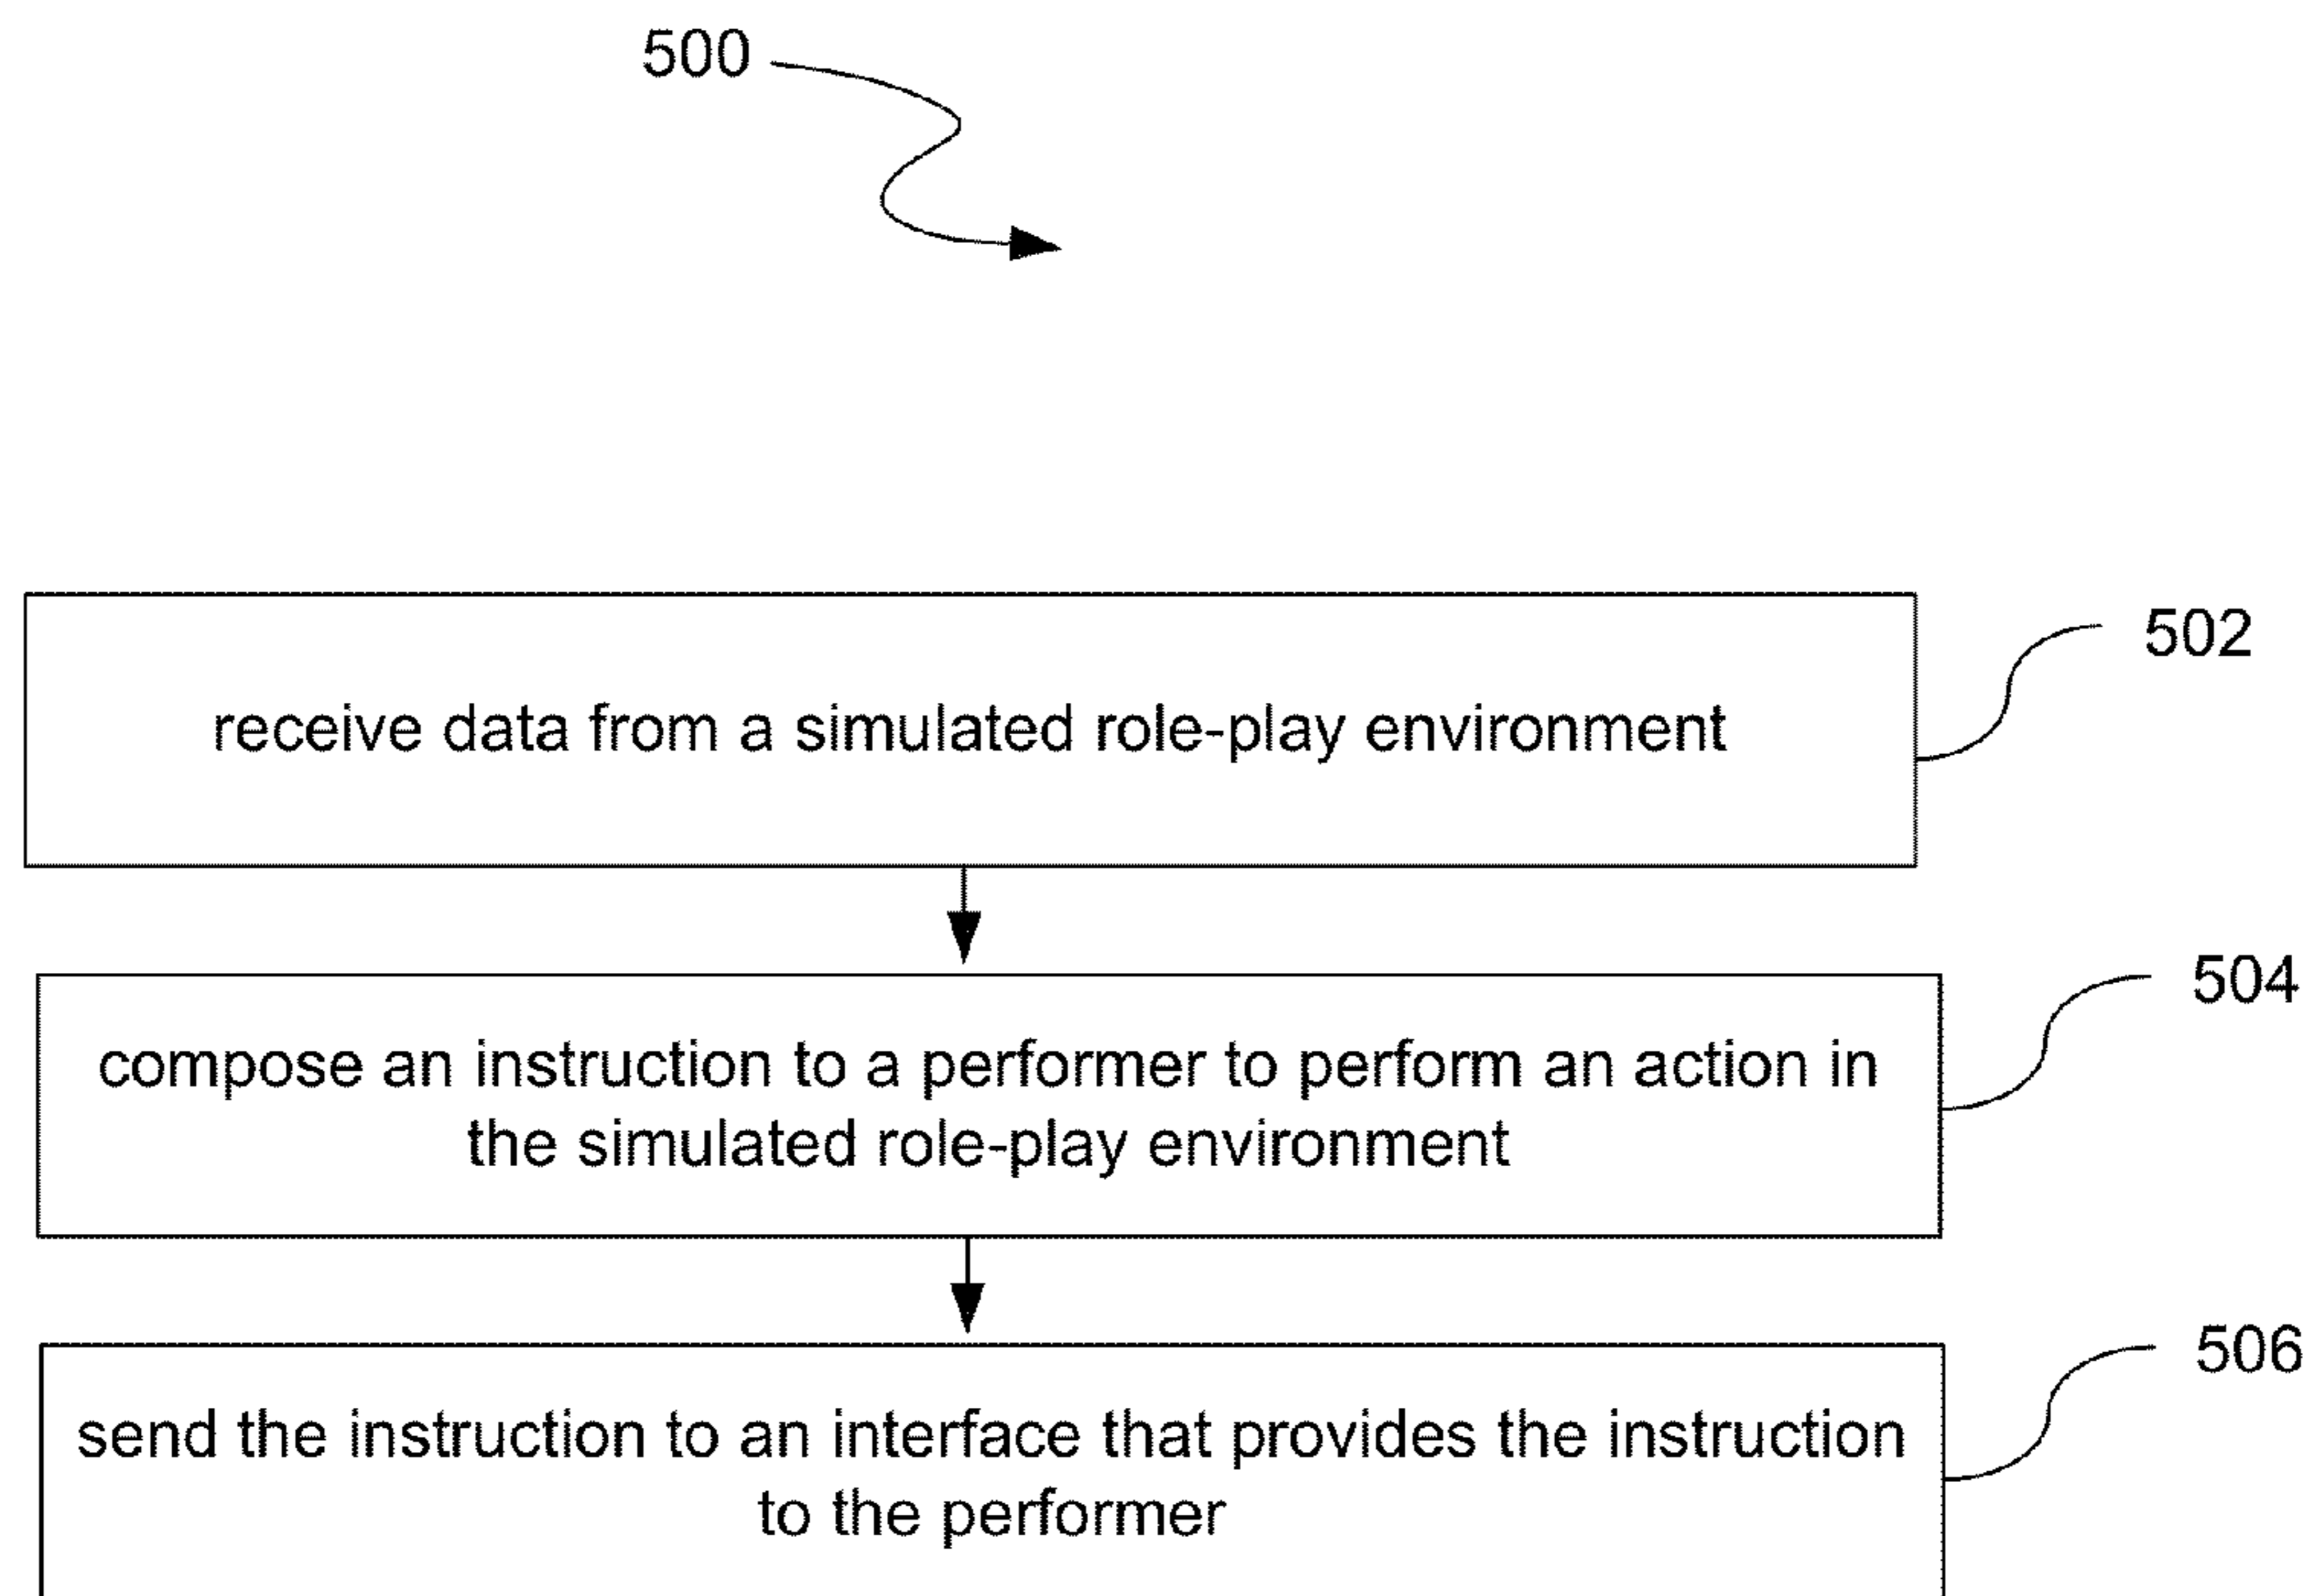 500
502
receive data from a simulated role-play environment
504
compose an instruction to a performer to perform an action in
the simulated role-play environment
506
send the instruction to an interface that provides the instruction
to the performer